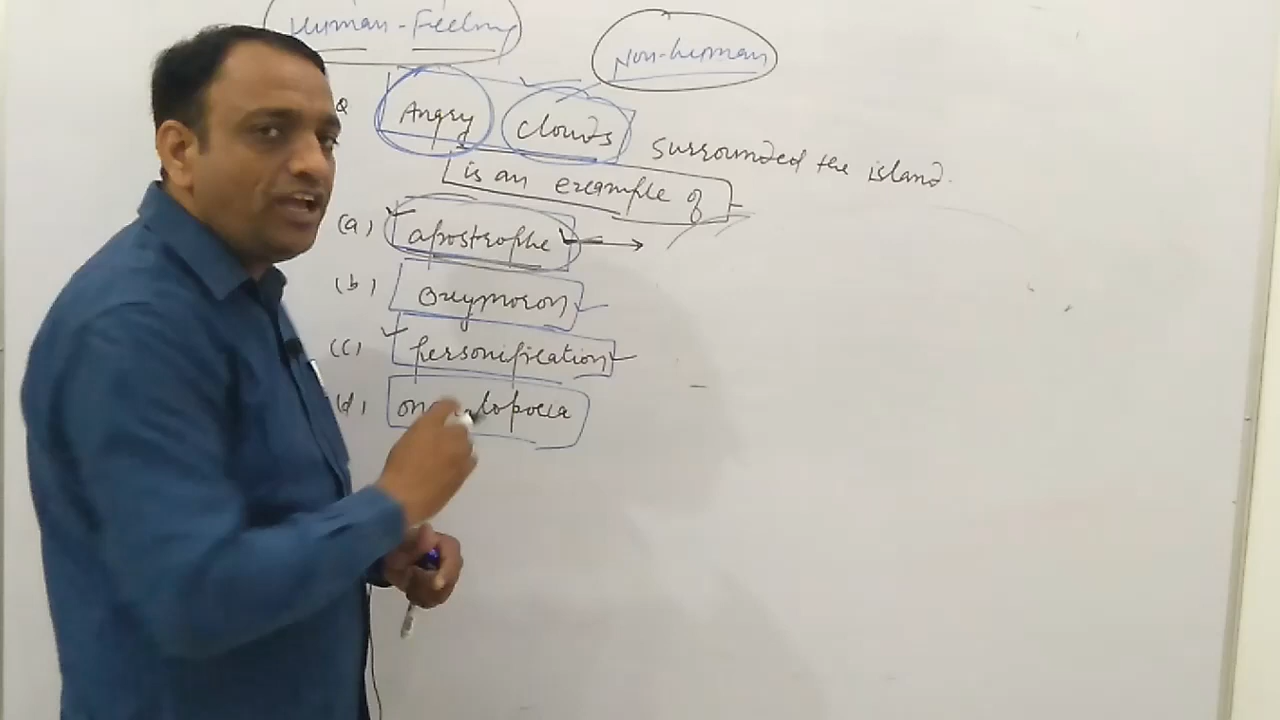 Human-Feeling
Non-human
Q Angry clouds surrounded the island.
is an example of
(a) apostrophe
(b) oxymoron
(c) personification
(d)